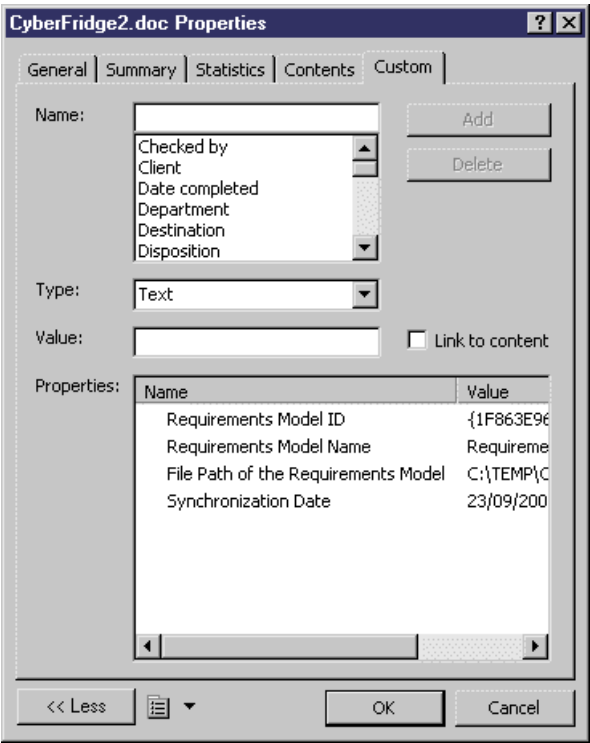 CyberFridge2.doc Properties
General Summary Statistics Contents Custom
Name:
Add
Checked by
Client
Date completed
Department
Destination
Disposition
Delete
Type:
Text
Value:
Link to content
Properties:
Name Value
Requirements Model ID {1F863E96
Requirements Model Name Requireme
File Path of the Requirements Model C:\TEMP\C
Synchronization Date 23/09/200
<< Less OK Cancel